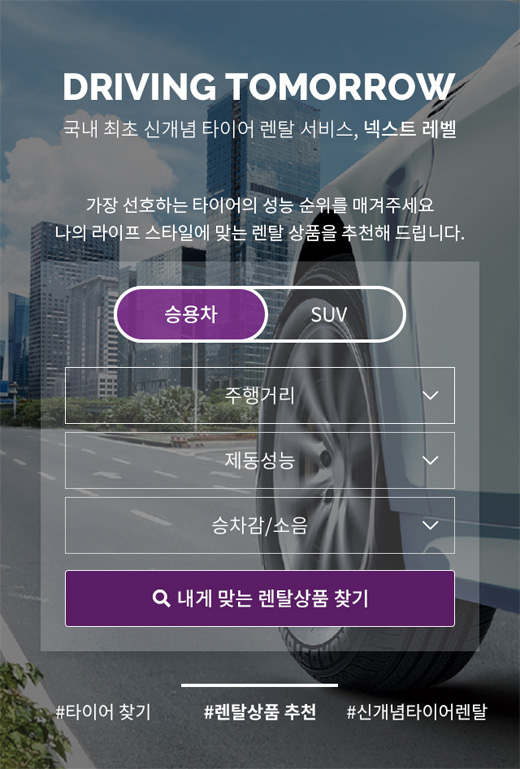 DRIVING TOMORROW
국내 최초 신개념 타이어 렌탈 서비스, 넥스트 레벨
가장 선호하는 타이어의 성능 순위를 매겨주세요
나의 라이프 스타일에 맞는 렌탈 상품을 추천해 드립니다.
승용차 SUV
주행거리
제동성능
승차감/소음
내게 맞는 렌탈상품 찾기
#타이어 찾기 #렌탈상품 추천 #신개념타이어렌탈